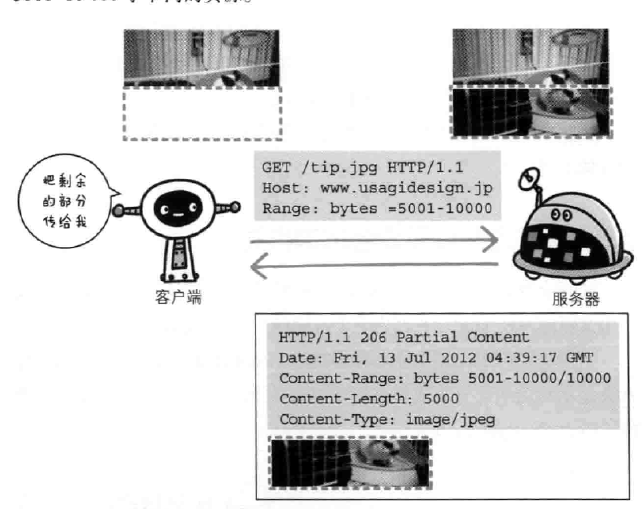 把剩余
的部分
传给我
GET /tip.jpg HTTP/1.1
Host: www.usagidesign.jp
Range: bytes =5001-10000
客户端
服务器
HTTP/1.1 206 Partial Content
Date: Fri, 13 Jul 2012 04:39:17 GMT
Content-Range: bytes 5001-10000/10000
Content-Length: 5000
Content-Type: image/jpeg